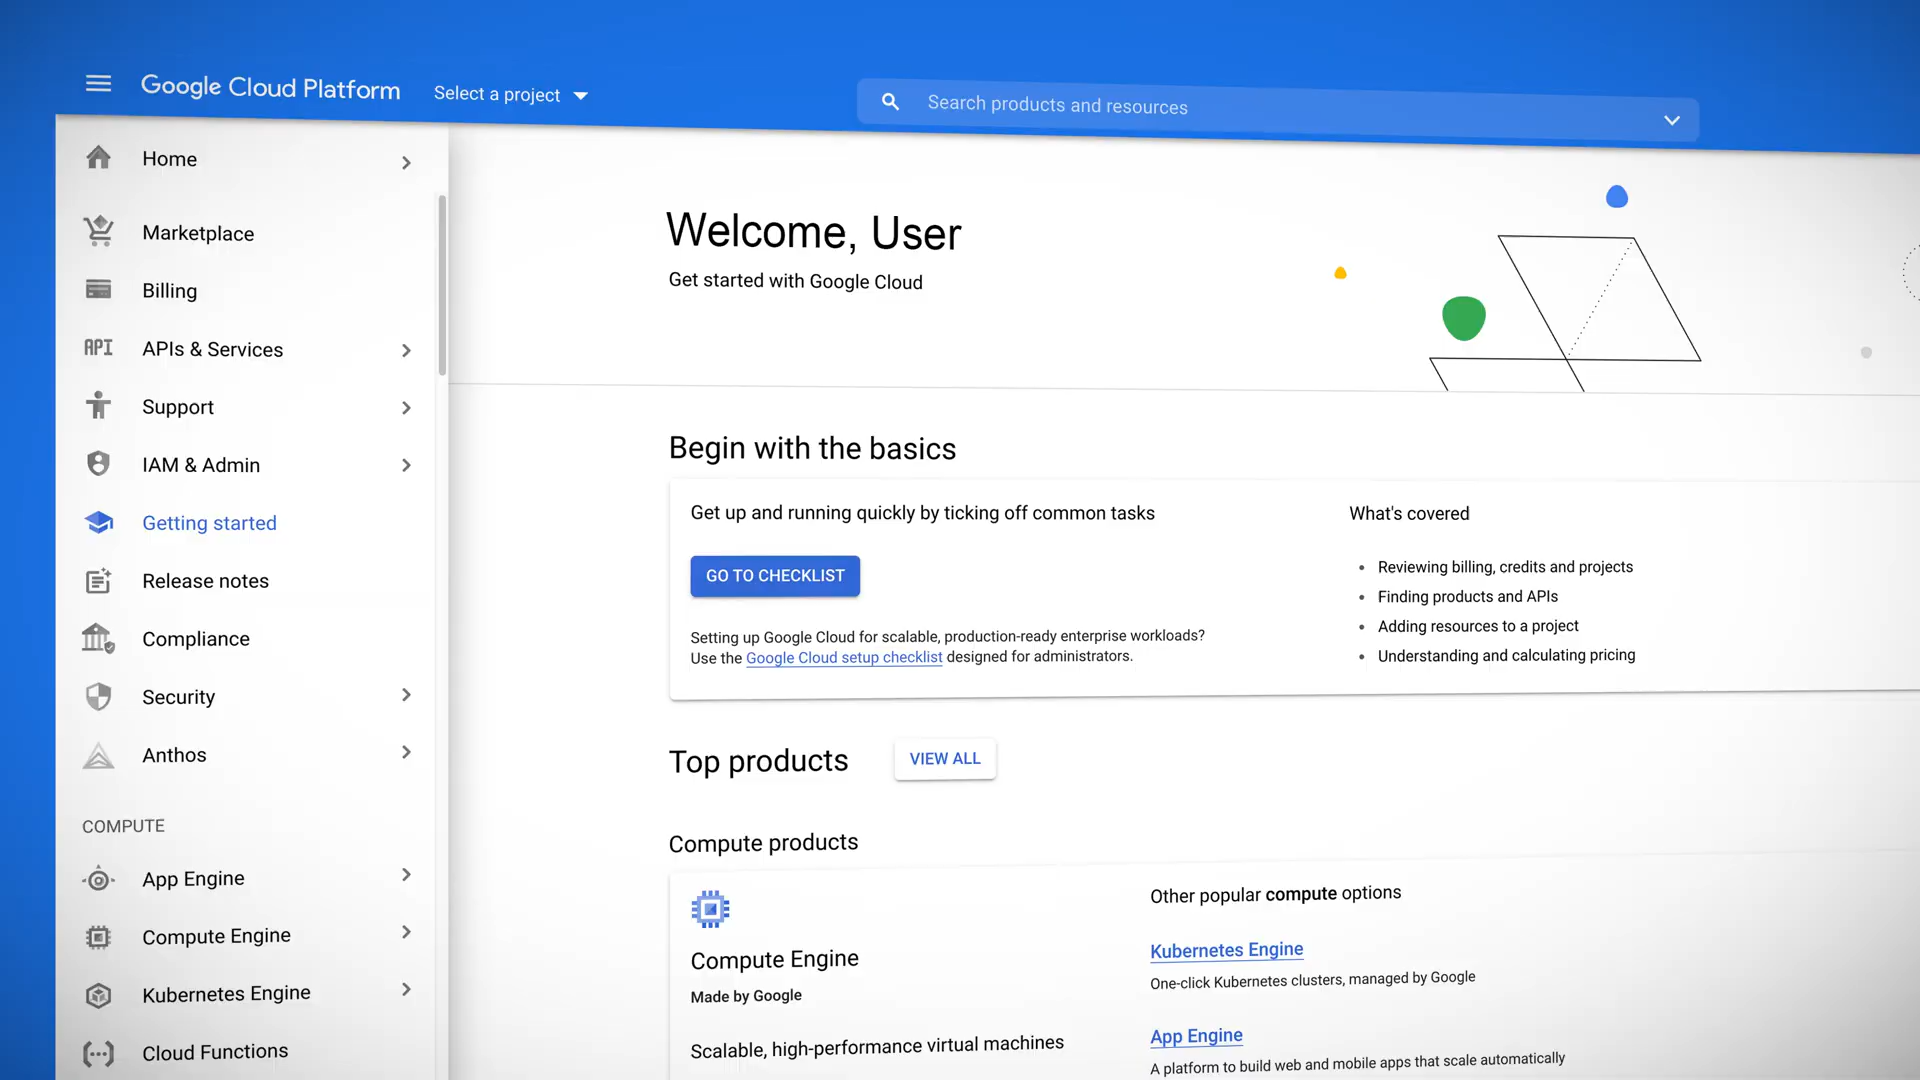 Google Cloud Platform
Select a project
Search products and resources
Home
Marketplace
Billing
API
APIs & Services
Support
IAM & Admin
Getting started
Release notes
Compliance
Security
Anthos
COMPUTE
App Engine
Compute Engine
Kubernetes Engine
Cloud Functions
Welcome, User
Get started with Google Cloud
Begin with the basics
Get up and running quickly by ticking off common tasks
GO TO CHECKLIST
Setting up Google Cloud for scalable, production-ready enterprise workloads?
Use the Google Cloud setup checklist designed for administrators.
What's covered
• Reviewing billing, credits and projects
• Finding products and APIs
• Adding resources to a project
• Understanding and calculating pricing
Top products
VIEW ALL
Compute products
Compute Engine
Made by Google
Scalable, high-performance virtual machines
Other popular compute options
Kubernetes Engine
One-click Kubernetes clusters, managed by Google
App Engine
A platform to build web and mobile apps that scale automatically